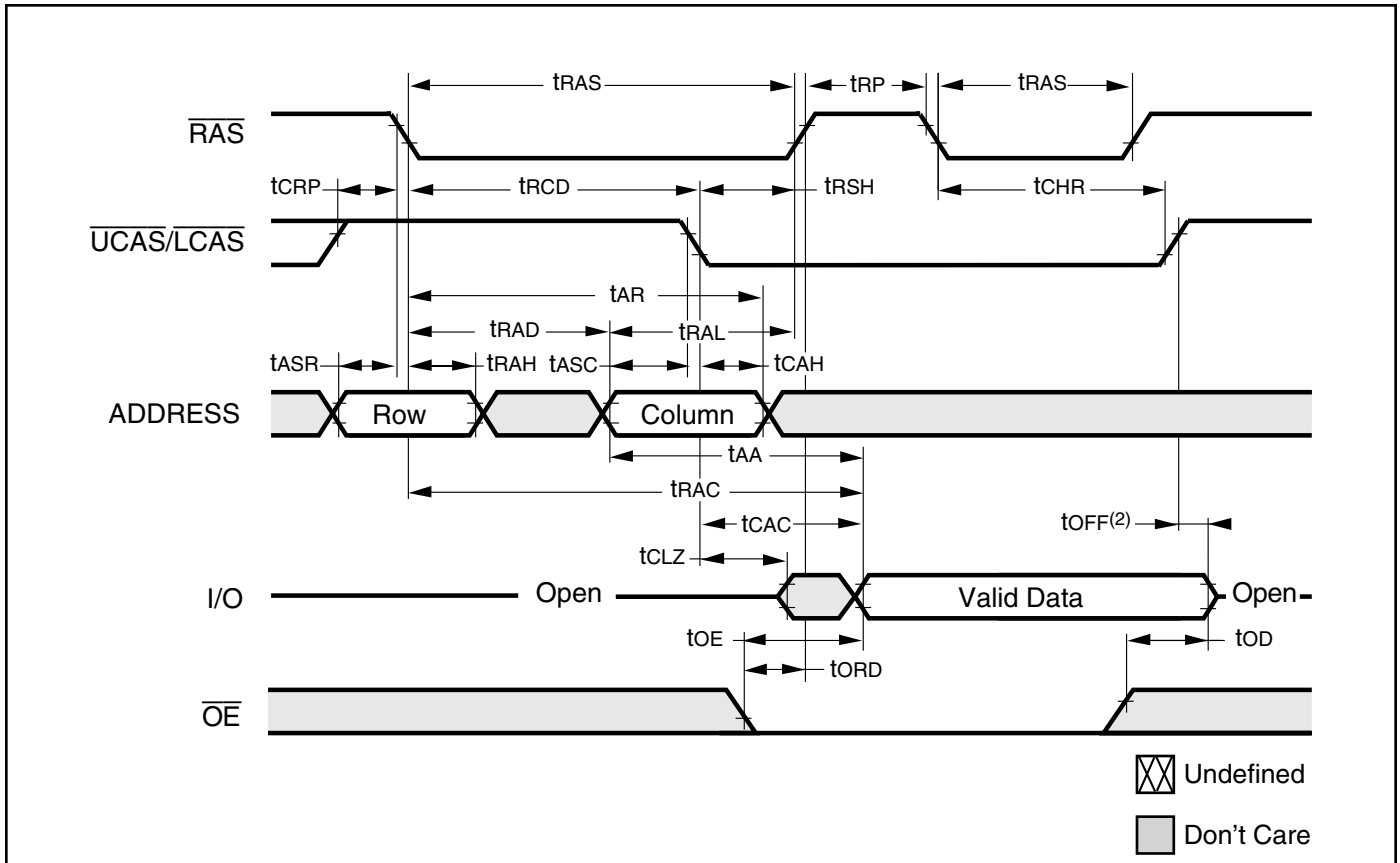 tRAS tRP tRAS
RAS
tCRP tRCD tRSH tCHR
UCAS/LCAS
tAR
tRAD tRAL
tASR tRAH tASC tCAH
ADDRESS Row Column
tAA
tRAC
tCAC tOFF(2)
tCLZ
I/O Open Valid Data Open
tOE tOD
tORD
OE
Undefined
Don't Care